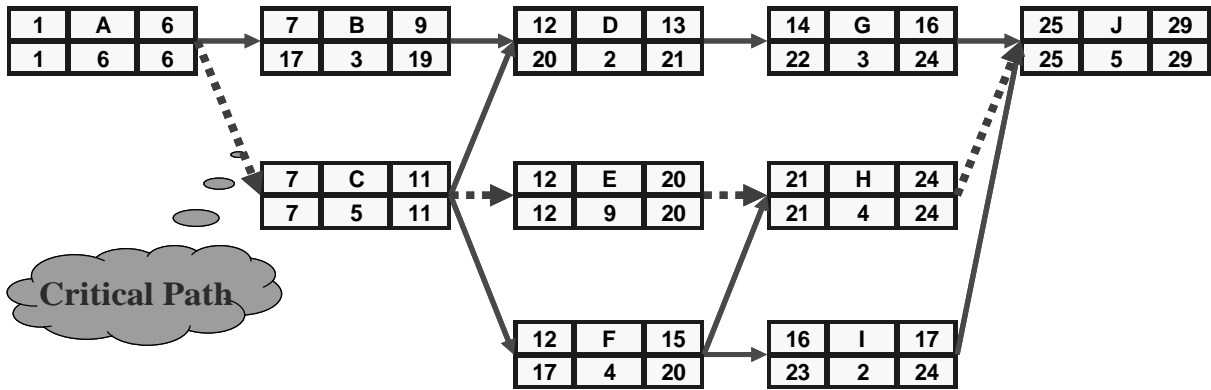 1 A 6 7 B 9 12 D 13 14 G 16 25 J 29
1 6 6 17 3 19 20 2 21 22 3 24 25 5 29
7 C 11 12 E 20 21 H 24
7 5 11 12 9 20 21 4 24
Critical Path
12 F 15 16 I 17
17 4 20 23 2 24